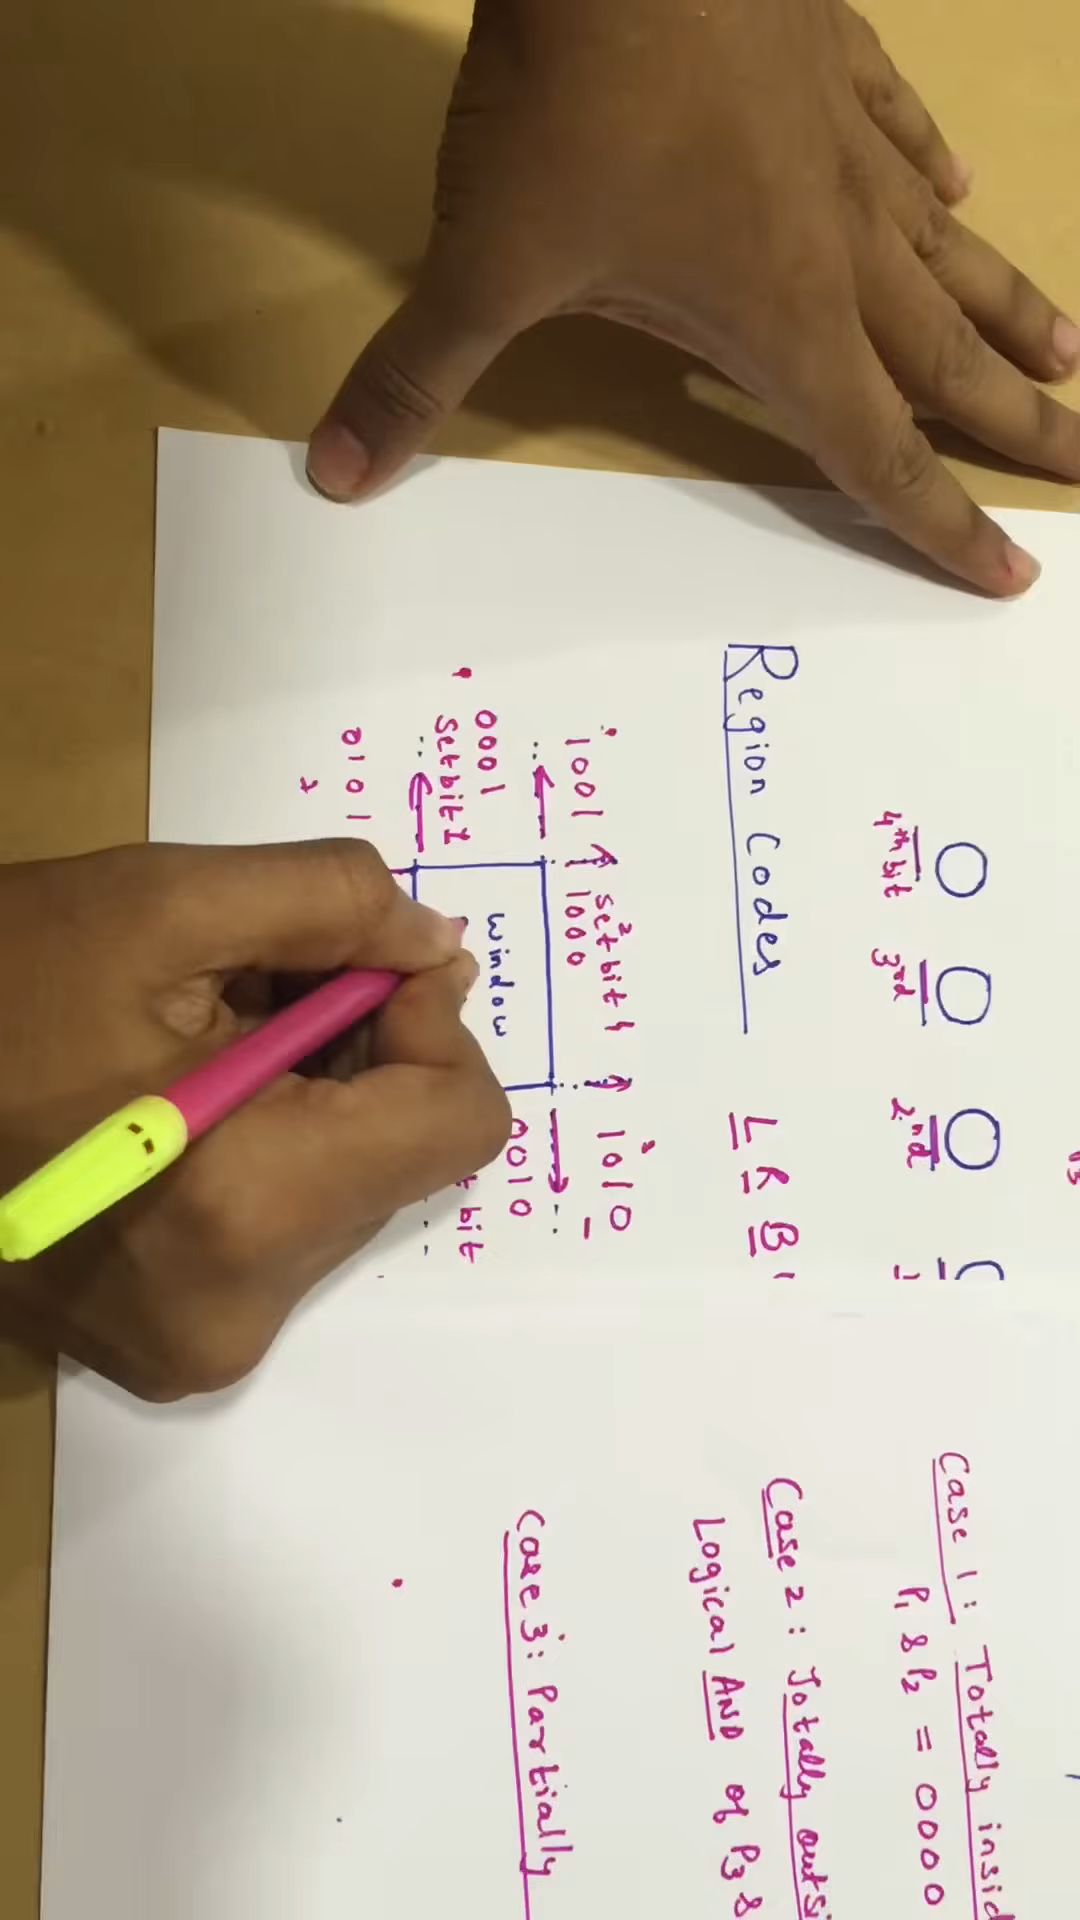 4th bit 3rd 2nd
Region Codes L R B
1001 set bit 4 1010
1000
0001 window 0010
Set bit 1 bit
0101
Case 1: Totally insid
P1 & P2 = 0000
Case 2: Totally outsi
Logical AND of P3 &
Case 3: Partially